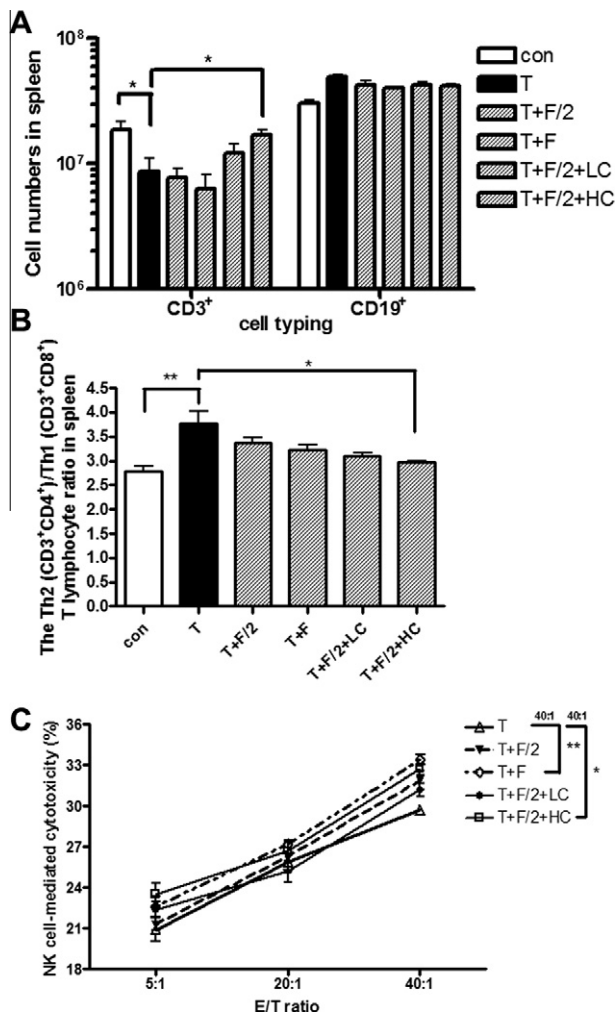 A
Cell numbers in spleen
10⁸
10⁷
10⁶
*
*
CD3⁺
CD19⁺
cell typing
con
T
T+F/2
T+F
T+F/2+LC
T+F/2+HC
B
The Th2 (CD3⁺CD4⁺)/Th1 (CD3⁺CD8⁺)
T lymphocyte ratio in spleen
4.5
4.0
3.5
3.0
2.5
2.0
1.5
1.0
0.5
0.0
**
*
con
T
T+F/2
T+F
T+F/2+LC
T+F/2+HC
C
NK cell-mediated cytotoxicity (%)
36
33
30
27
24
21
18
5:1
20:1
40:1
E/T ratio
40:1 40:1
T
T+F/2
T+F
T+F/2+LC
T+F/2+HC
**
*